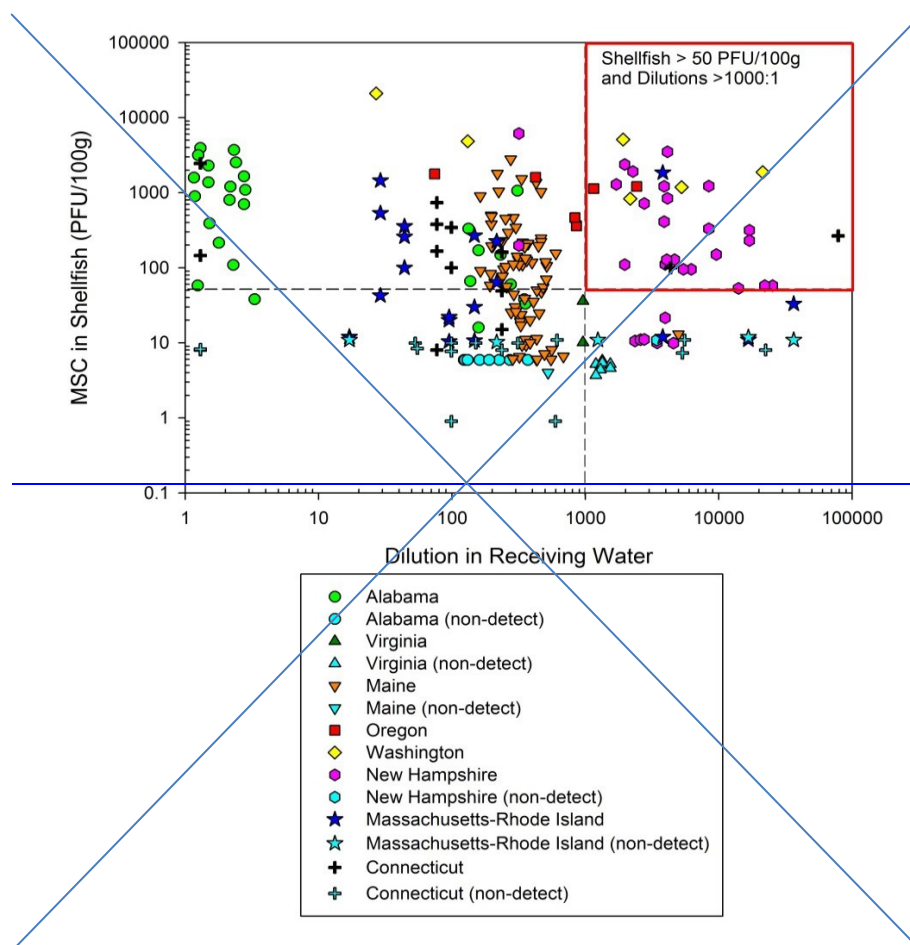 Shellfish > 50 PFU/100g
and Dilutions >1000:1
100000
10000
1000
100
10
1
0.1
MSC in Shellfish (PFU/100g)
1 10 100 1000 10000 100000
Dilution in Receiving Water
Alabama
Alabama (non-detect)
Virginia
Virginia (non-detect)
Maine
Maine (non-detect)
Oregon
Washington
New Hampshire
New Hampshire (non-detect)
Massachusetts-Rhode Island
Massachusetts-Rhode Island (non-detect)
Connecticut
Connecticut (non-detect)